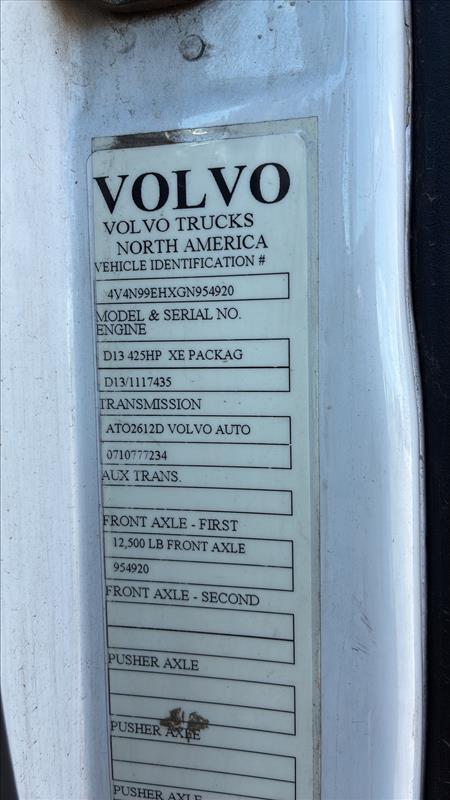 VOLVO
VOLVO TRUCKS
NORTH AMERICA
VEHICLE IDENTIFICATION #
4V4N99EHXGN954920
MODEL & SERIAL NO.
ENGINE
D13 425HP XE PACKAG
D13/1117435
TRANSMISSION
ATO2612D VOLVO AUTO
0710777234
AUX TRANS.
FRONT AXLE - FIRST
12,500 LB FRONT AXLE
954920
FRONT AXLE - SECOND
PUSHER AXLE
PUSHER AXLE
PUSHER AXLE